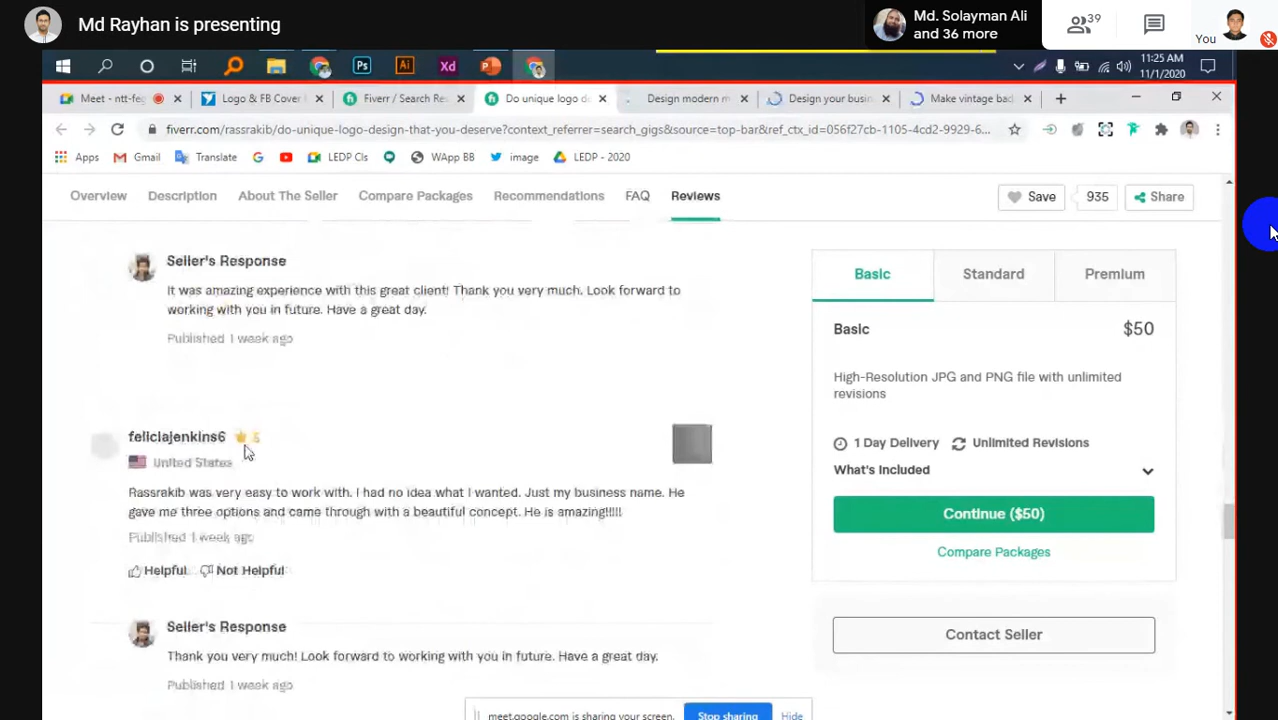 Md Rayhan is presenting
Md. Solayman Ali
and 36 more
39
You
Ps
Ai
Xd
11:25 AM
11/1/2020
Meet - ntt-feg
Logo & FB Cover
Fiverr / Search Res
Do unique logo d
Design modern m
Design your busin
Make vintage bad
fiverr.com/rassrakib/do-unique-logo-design-that-you-deserve?context_referrer=search_gigs&source=top-bar&ref_ctx_id=056f27cb-1105-4cd2-9929-6...
Apps
Gmail
Translate
LEDP Cls
WApp BB
image
LEDP - 2020
Overview
Description
About The Seller
Compare Packages
Recommendations
FAQ
Reviews
Save
935
Share
Seller's Response
It was amazing experience with this great client! Thank you very much. Look forward to
working with you in future. Have a great day.
Published 1 week ago
feliciajenkins6
5
United States
Rassrakib was very easy to work with. I had no idea what I wanted. Just my business name. He
gave me three options and came through with a beautiful concept. He is amazing!!!!!
Published 1 week ago
Helpful
Not Helpful
Seller's Response
Thank you very much! Look forward to working with you in future. Have a great day.
Published 1 week ago
Basic
Standard
Premium
Basic
$50
High-Resolution JPG and PNG file with unlimited
revisions
1 Day Delivery
Unlimited Revisions
What's Included
Continue ($50)
Compare Packages
Contact Seller
meet.google.com is sharing your screen.
Stop sharing
Hide